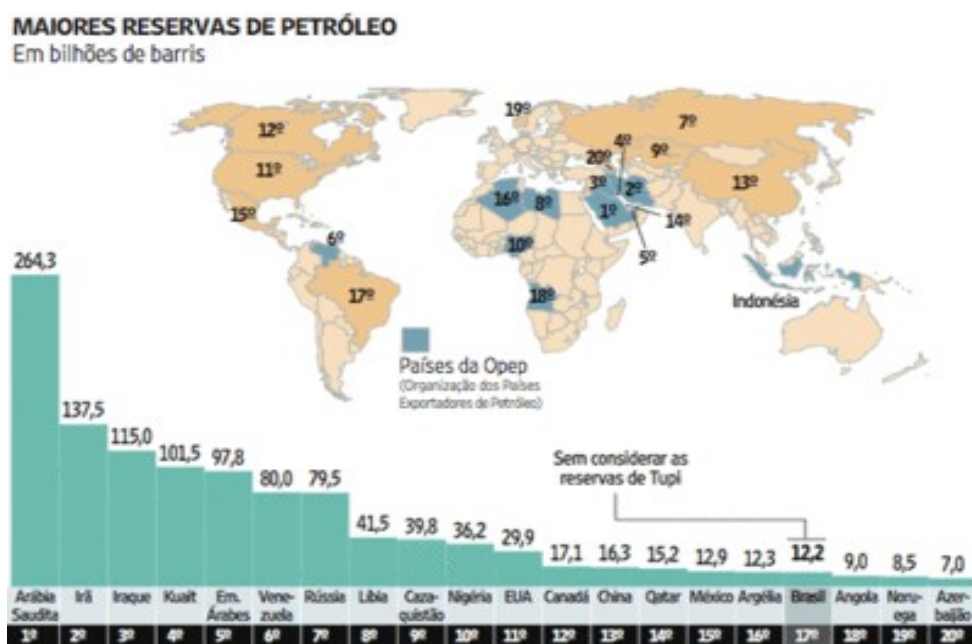 MAIORES RESERVAS DE PETRÓLEO
Em bilhões de barris
19º
12º
7º
4º
9º
11º
20º
3º
2º
13º
16º
8º
1º
15º
14º
6º
10º
5º
17º
18º
Indonésia
Países da Opep
(Organização dos Países
Exportadores de Petróleo)
Sem considerar as
reservas de Tupi
264,3
137,5
115,0
101,5
97,8
80,0
79,5
41,5
39,8
36,2
29,9
17,1
16,3
15,2
12,9
12,3
12,2
9,0
8,5
7,0
Arábia
Saudita
Irã
Iraque
Kuait
Em.
Árabes
Vene-
zuela
Rússia
Líbia
Caza-
quistão
Nigéria
EUA
Canadá
China
Qatar
México
Argélia
Brasil
Angola
Noru-
ega
Azer-
baijão
1º
2º
3º
4º
5º
6º
7º
8º
9º
10º
11º
12º
13º
14º
15º
16º
17º
18º
19º
20º